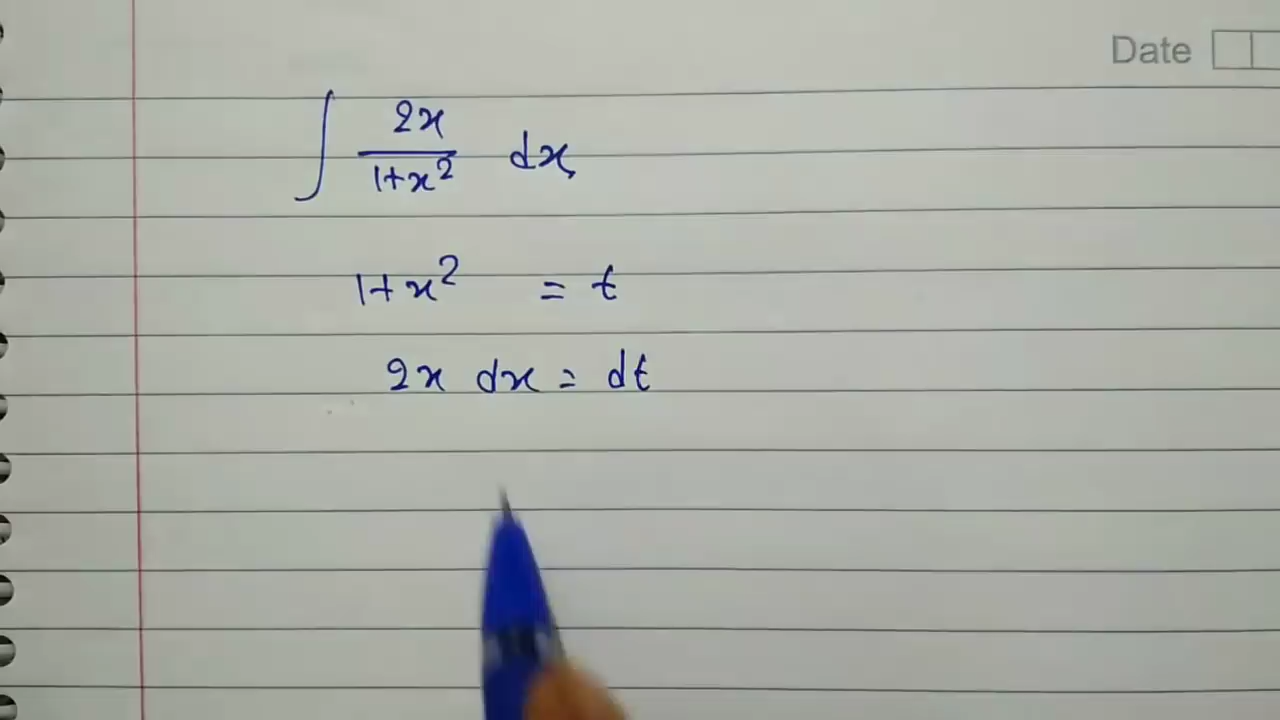 Date
∫ 2x/(1+x²) dx
1+x² = t
2x dx = dt